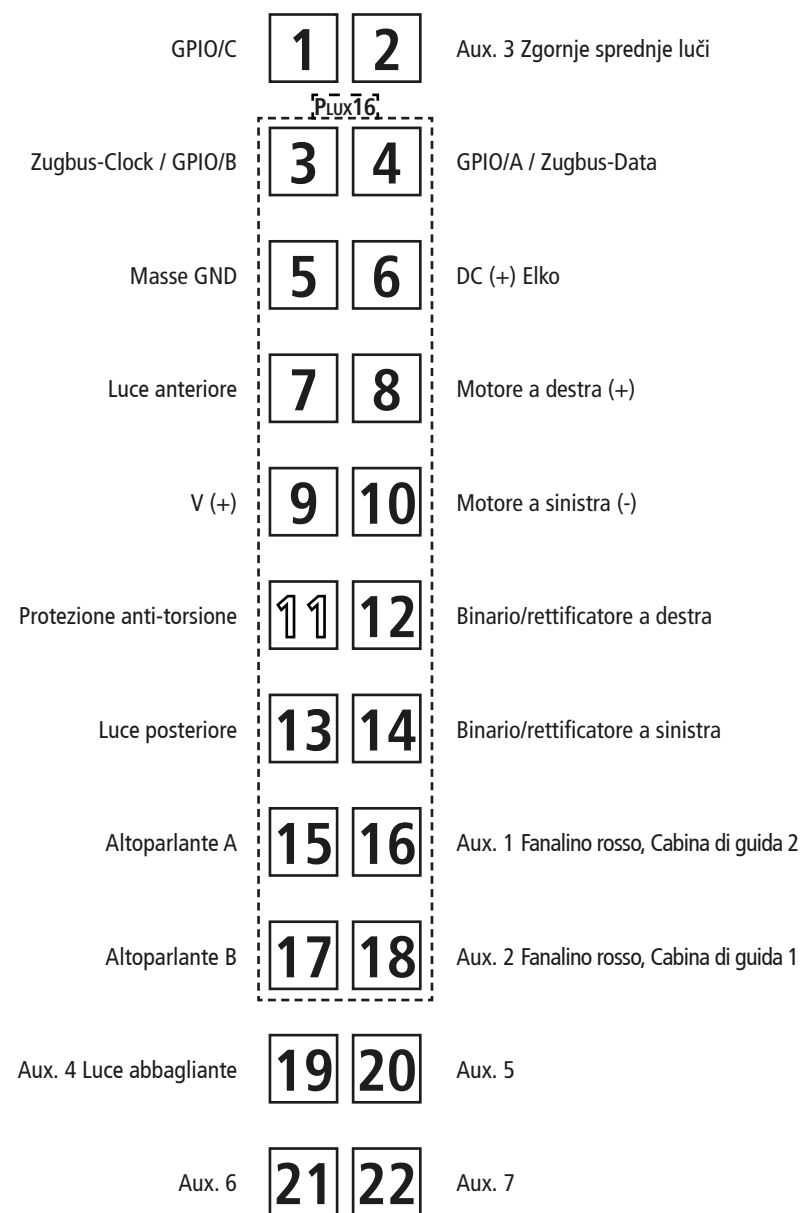 GPIO/C 1 2 Aux. 3 Zgornje sprednje luči
PLUX16
Zugbus-Clock / GPIO/B 3 4 GPIO/A / Zugbus-Data
Masse GND 5 6 DC (+) Elko
Luce anteriore 7 8 Motore a destra (+)
V (+) 9 10 Motore a sinistra (-)
Protezione anti-torsione 11 12 Binario/rettificatore a destra
Luce posteriore 13 14 Binario/rettificatore a sinistra
Altoparlante A 15 16 Aux. 1 Fanalino rosso, Cabina di guida 2
Altoparlante B 17 18 Aux. 2 Fanalino rosso, Cabina di guida 1
Aux. 4 Luce abbagliante 19 20 Aux. 5
Aux. 6 21 22 Aux. 7